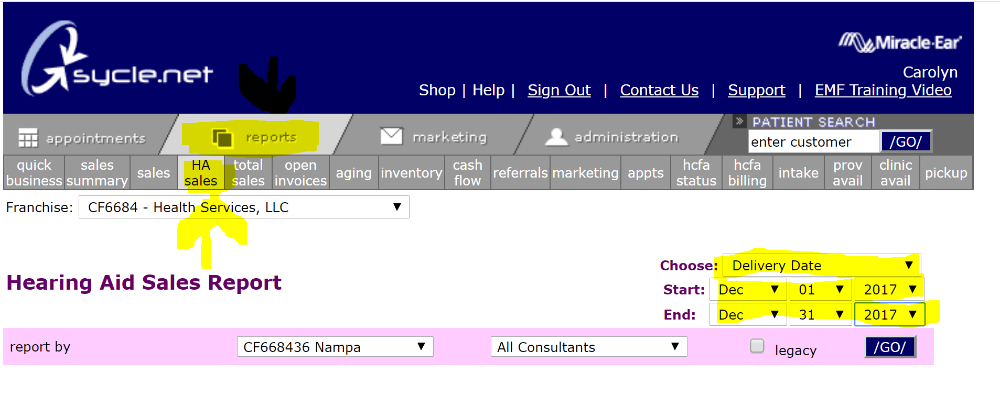 sycle.net
Miracle-Ear
Carolyn
Shop | Help | Sign Out | Contact Us | Support | EMF Training Video
appointments reports marketing administration
» PATIENT SEARCH
enter customer /GO/
quick business
sales summary
sales
HA sales
total sales
open invoices
aging
inventory
cash flow
referrals
marketing
appts
hcfa status
hcfa billing
intake
prov avail
clinic avail
pickup
Franchise: CF6684 - Health Services, LLC
Choose: Delivery Date
Hearing Aid Sales Report
Start: Dec 01 2017
End: Dec 31 2017
report by CF668436 Nampa All Consultants legacy /GO/